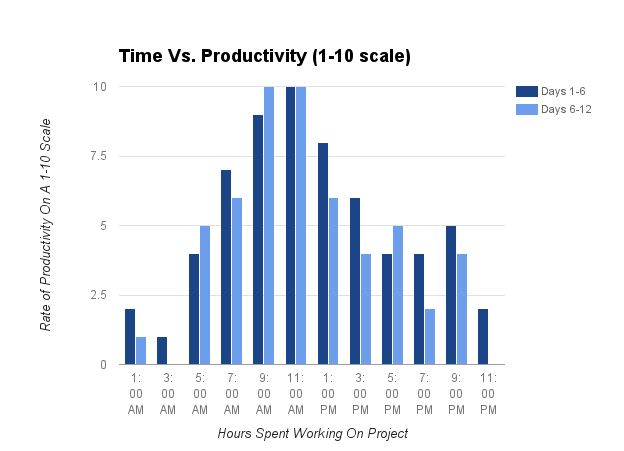 Time Vs. Productivity (1-10 scale)
Days 1-6
Days 6-12
Rate of Productivity On A 1-10 Scale
10
7.5
5
2.5
0
1: 3: 5: 7: 9: 11: 1: 3: 5: 7: 9: 11:
00 00 00 00 00 00 00 00 00 00 00 00
AM AM AM AM AM AM PM PM PM PM PM PM
Hours Spent Working On Project